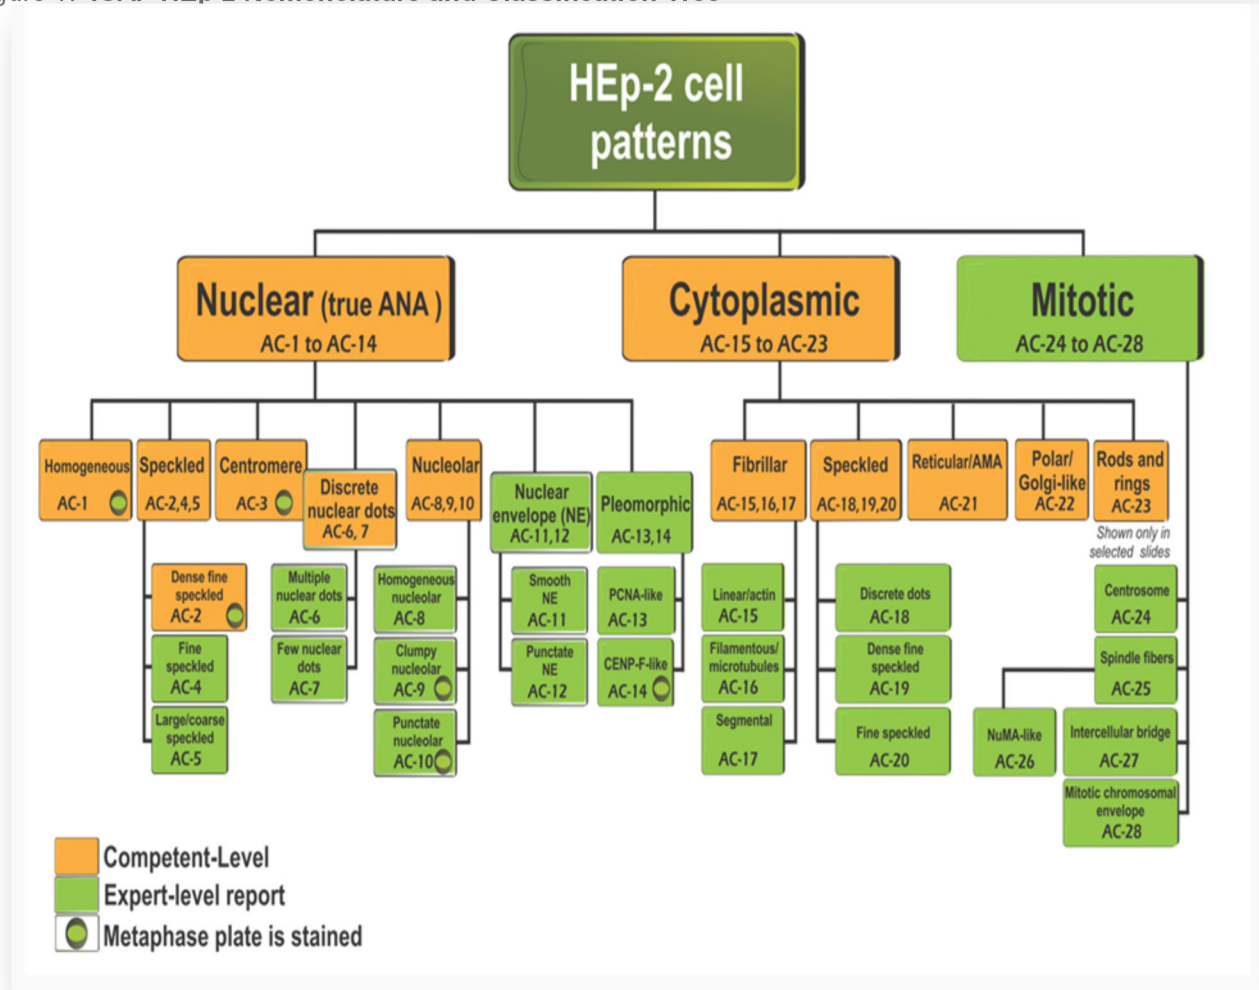 HEp-2 cell
patterns
Nuclear (true ANA )
AC-1 to AC-14
Cytoplasmic
AC-15 to AC-23
Mitotic
AC-24 to AC-28
Homogeneous
AC-1
Speckled
AC-2,4,5
Centromere
AC-3
Discrete
nuclear dots
AC-6, 7
Nucleolar
AC-8,9,10
Nuclear
envelope (NE)
AC-11,12
Pleomorphic
AC-13,14
Fibrillar
AC-15,16,17
Speckled
AC-18,19,20
Reticular/AMA
AC-21
Polar/
Golgi-like
AC-22
Rods and
rings
AC-23
Shown only in
selected slides
Dense fine
speckled
AC-2
Fine
speckled
AC-4
Large/coarse
speckled
AC-5
Multiple
nuclear dots
AC-6
Few nuclear
dots
AC-7
Homogeneous
nucleolar
AC-8
Clumpy
nucleolar
AC-9
Punctate
nucleolar
AC-10
Smooth
NE
AC-11
Punctate
NE
AC-12
PCNA-like
AC-13
CENP-F-like
AC-14
Linear/actin
AC-15
Filamentous/
microtubules
AC-16
Segmental
AC-17
Discrete dots
AC-18
Dense fine
speckled
AC-19
Fine speckled
AC-20
Centrosome
AC-24
Spindle fibers
AC-25
NuMA-like
AC-26
Intercellular bridge
AC-27
Mitotic chromosomal
envelope
AC-28
Competent-Level
Expert-level report
Metaphase plate is stained